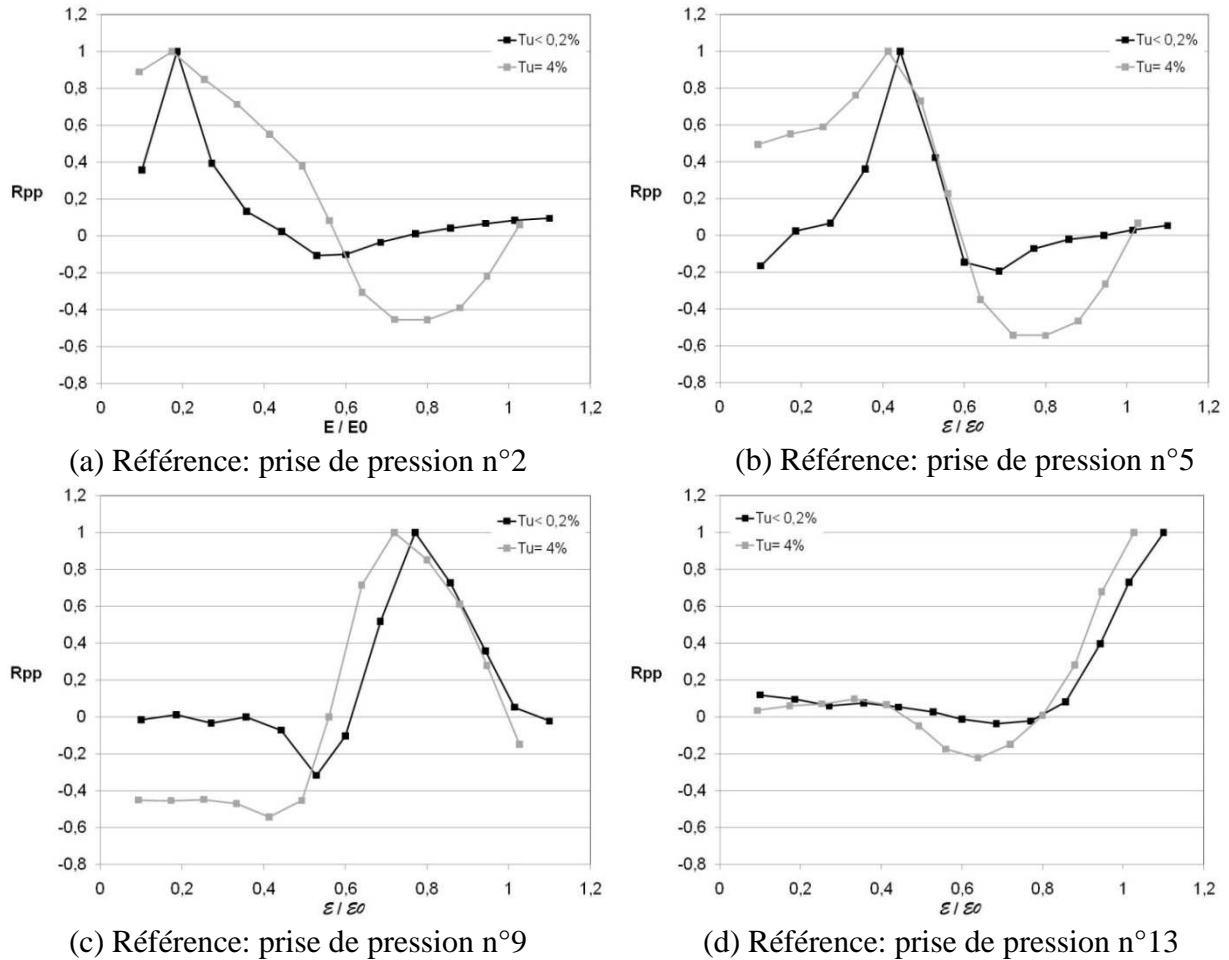 1,2
1
0,8
0,6
0,4
Rpp 0,2
0
-0,2
-0,4
-0,6
-0,8
Tu< 0,2%
Tu= 4%
0 0,2 0,4 0,6 0,8 1 1,2
E / E0
(a) Référence: prise de pression n°2
1,2
1
0,8
0,6
0,4
Rpp 0,2
0
-0,2
-0,4
-0,6
-0,8
Tu< 0,2%
Tu= 4%
0 0,2 0,4 0,6 0,8 1 1,2
ℰ / ℰ0
(b) Référence: prise de pression n°5
1,2
1
0,8
0,6
0,4
Rpp 0,2
0
-0,2
-0,4
-0,6
-0,8
Tu< 0,2%
Tu= 4%
0 0,2 0,4 0,6 0,8 1 1,2
ℰ / ℰ0
(c) Référence: prise de pression n°9
1,2
1
0,8
0,6
0,4
Rpp 0,2
0
-0,2
-0,4
-0,6
-0,8
Tu< 0,2%
Tu= 4%
0 0,2 0,4 0,6 0,8 1 1,2
ℰ / ℰ0
(d) Référence: prise de pression n°13